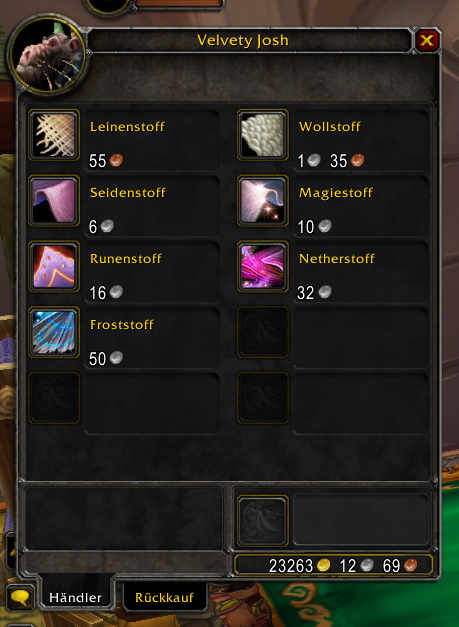 Velvety Josh
Leinenstoff
55
Wollstoff
1 35
Seidenstoff
6
Magiestoff
10
Runenstoff
16
Netherstoff
32
Froststoff
50
23263 12 69
Händler
Rückkauf